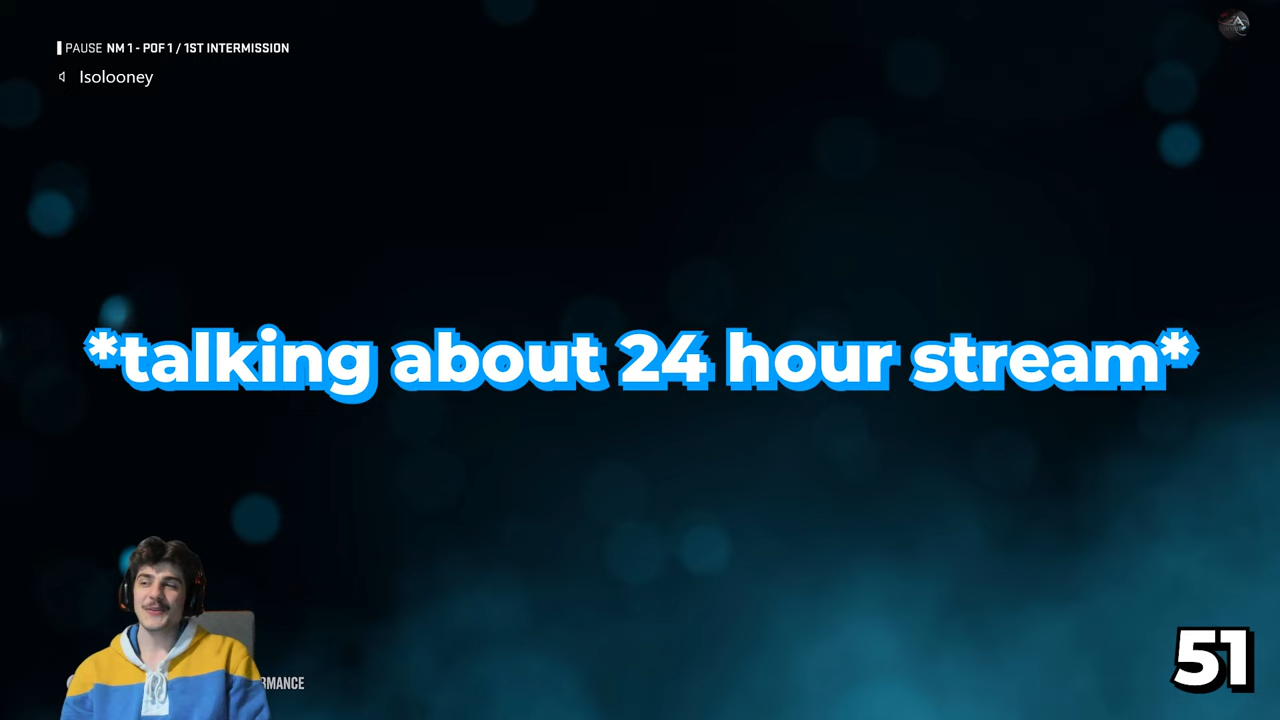 PAUSE NM 1 - POF 1 / 1ST INTERMISSION
Isolooney
*talking about 24 hour stream*
51
RMANCE